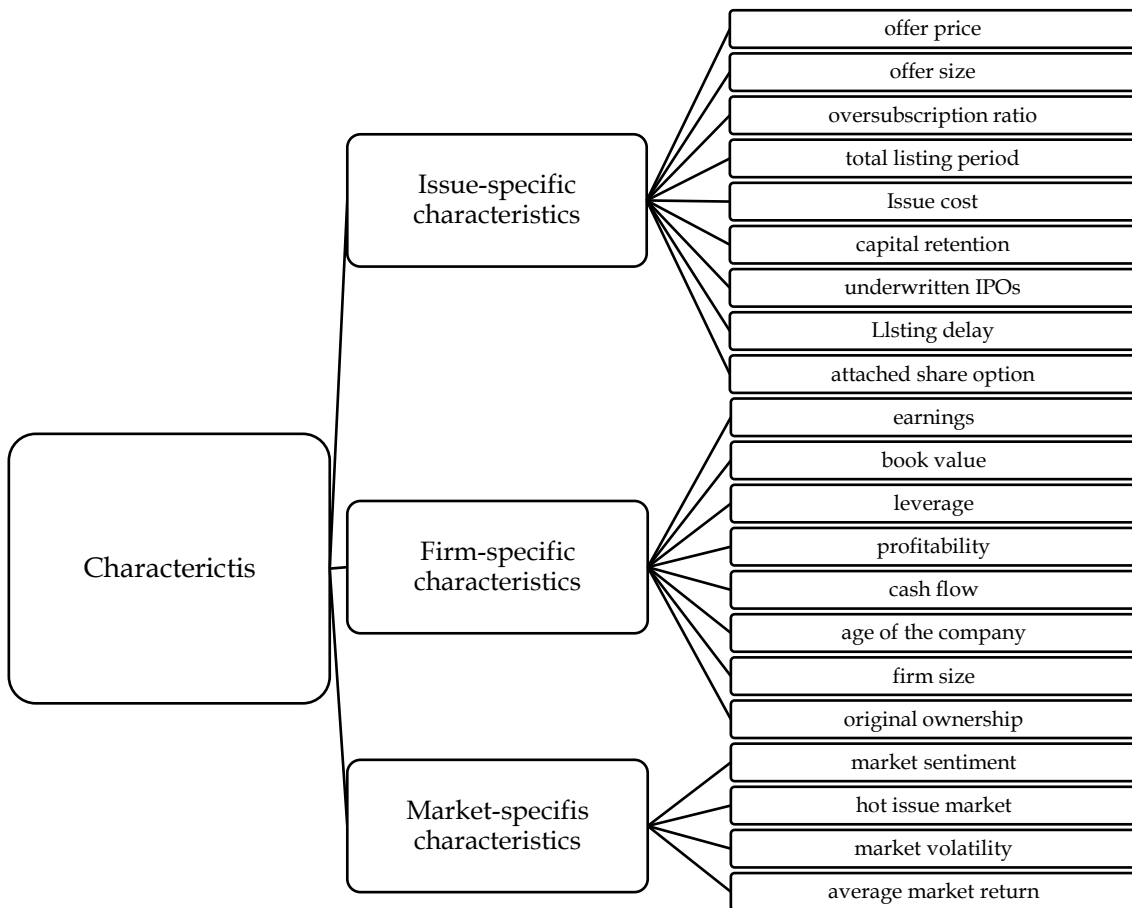 Characterictis
Issue-specific
characteristics
offer price
offer size
oversubscription ratio
total listing period
Issue cost
capital retention
underwritten IPOs
LIsting delay
attached share option
Firm-specific
characteristics
earnings
book value
leverage
profitability
cash flow
age of the company
firm size
original ownership
Market-specifis
characteristics
market sentiment
hot issue market
market volatility
average market return